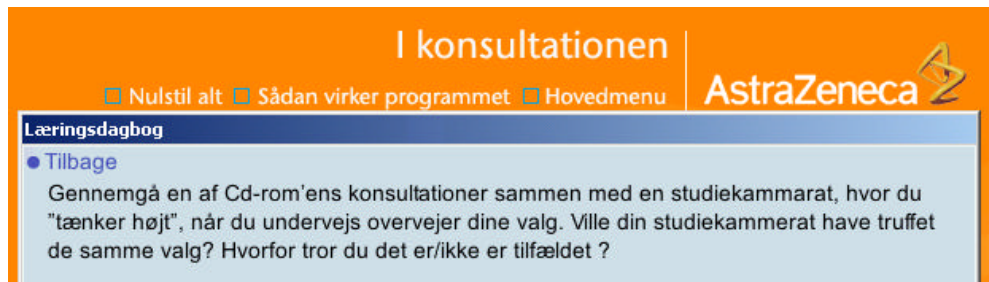 I konsultationen
Nulstil alt Sådan virker programmet Hovedmenu
AstraZeneca
Læringsdagbog
Tilbage
Gennemgå en af Cd-rom'ens konsultationer sammen med en studiekammarat, hvor du
"tænker højt", når du undervejs overvejer dine valg. Ville din studiekammerat have truffet
de samme valg? Hvorfor tror du det er/ikke er tilfældet ?